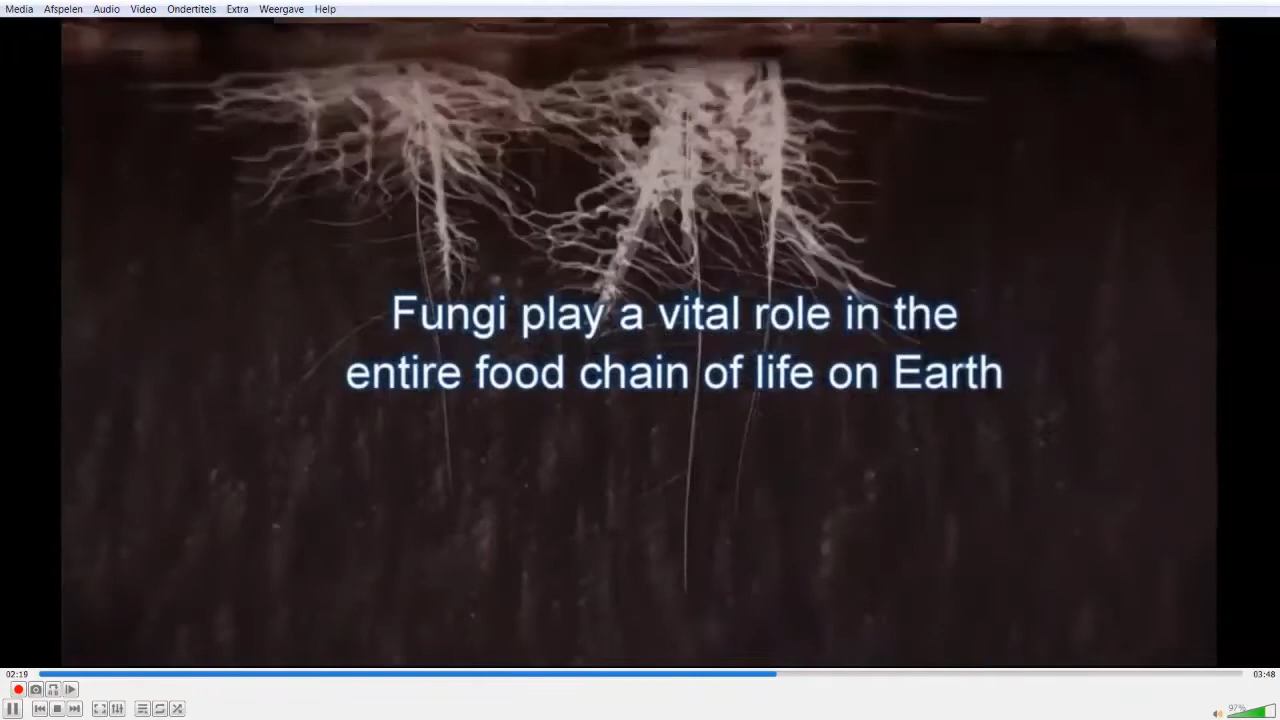 Media Afspelen Audio Video Ondertitels Extra Weergave Help
Fungi play a vital role in the
entire food chain of life on Earth
02:19 03:48
97%